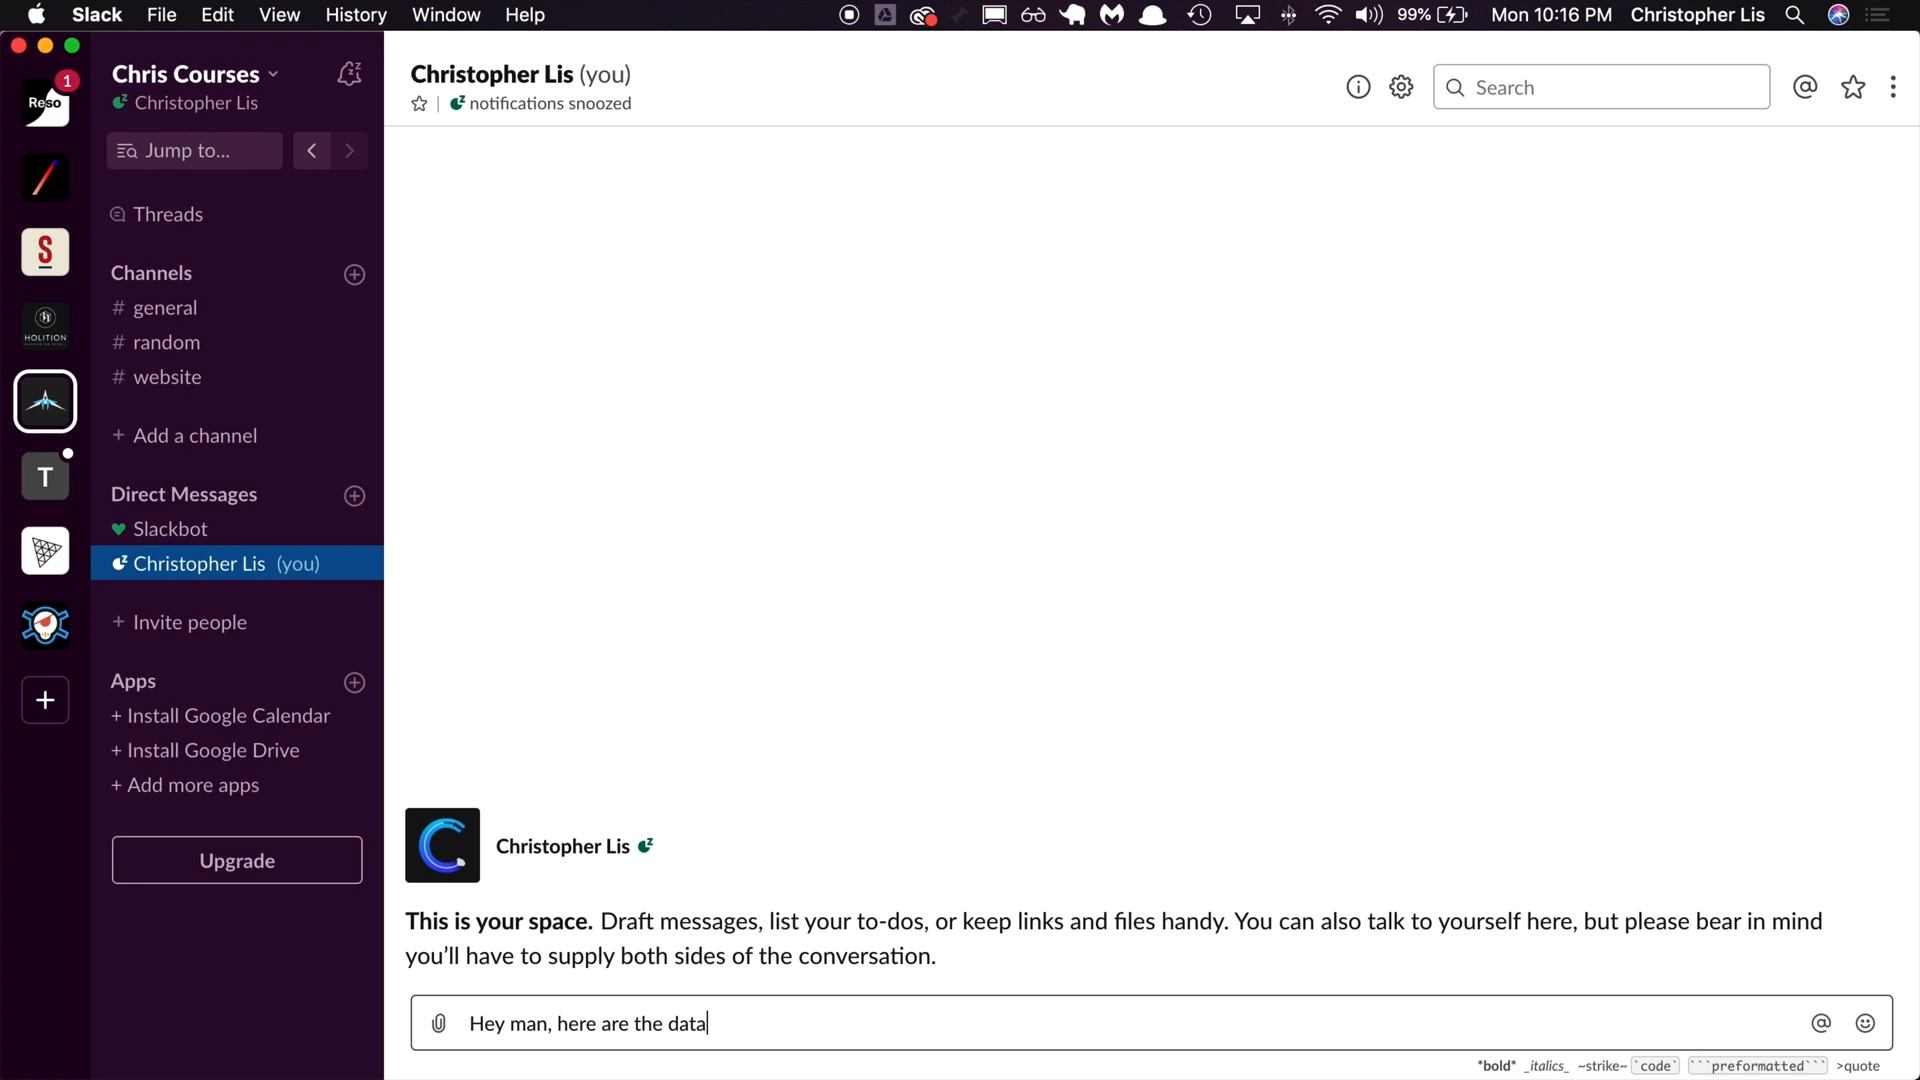 Slack File Edit View History Window Help 99% Mon 10:16 PM Christopher Lis
1
Reso
S
HOLITION
T
Chris Courses
Christopher Lis
Jump to...
Threads
Channels
# general
# random
# website
+ Add a channel
Direct Messages
Slackbot
Christopher Lis (you)
+ Invite people
Apps
+ Install Google Calendar
+ Install Google Drive
+ Add more apps
Upgrade
Christopher Lis (you)
notifications snoozed
Search
Christopher Lis
This is your space. Draft messages, list your to-dos, or keep links and files handy. You can also talk to yourself here, but please bear in mind
you’ll have to supply both sides of the conversation.
Hey man, here are the data
*bold* _italics_ ~strike~ `code` ```preformatted``` >quote